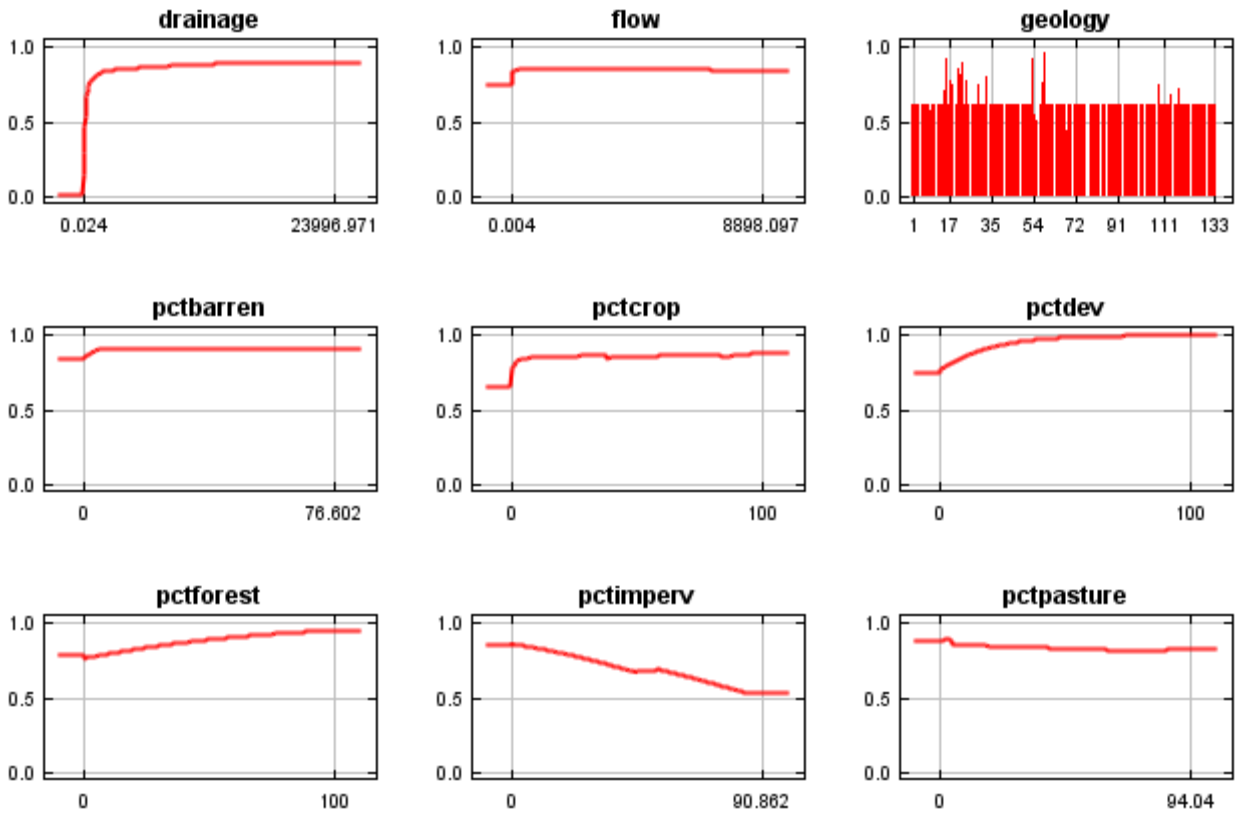 drainage flow geology
1.0 1.0 1.0
0.5 0.5 0.5
0.0 0.0 0.0
0.024 23996.971 0.004 8898.097 1 17 35 54 72 91 111 133
pctbarren pctcrop pctdev
1.0 1.0 1.0
0.5 0.5 0.5
0.0 0.0 0.0
0 76.602 0 100 0 100
pctforest pctimperv pctpasture
1.0 1.0 1.0
0.5 0.5 0.5
0.0 0.0 0.0
0 100 0 90.862 0 94.04